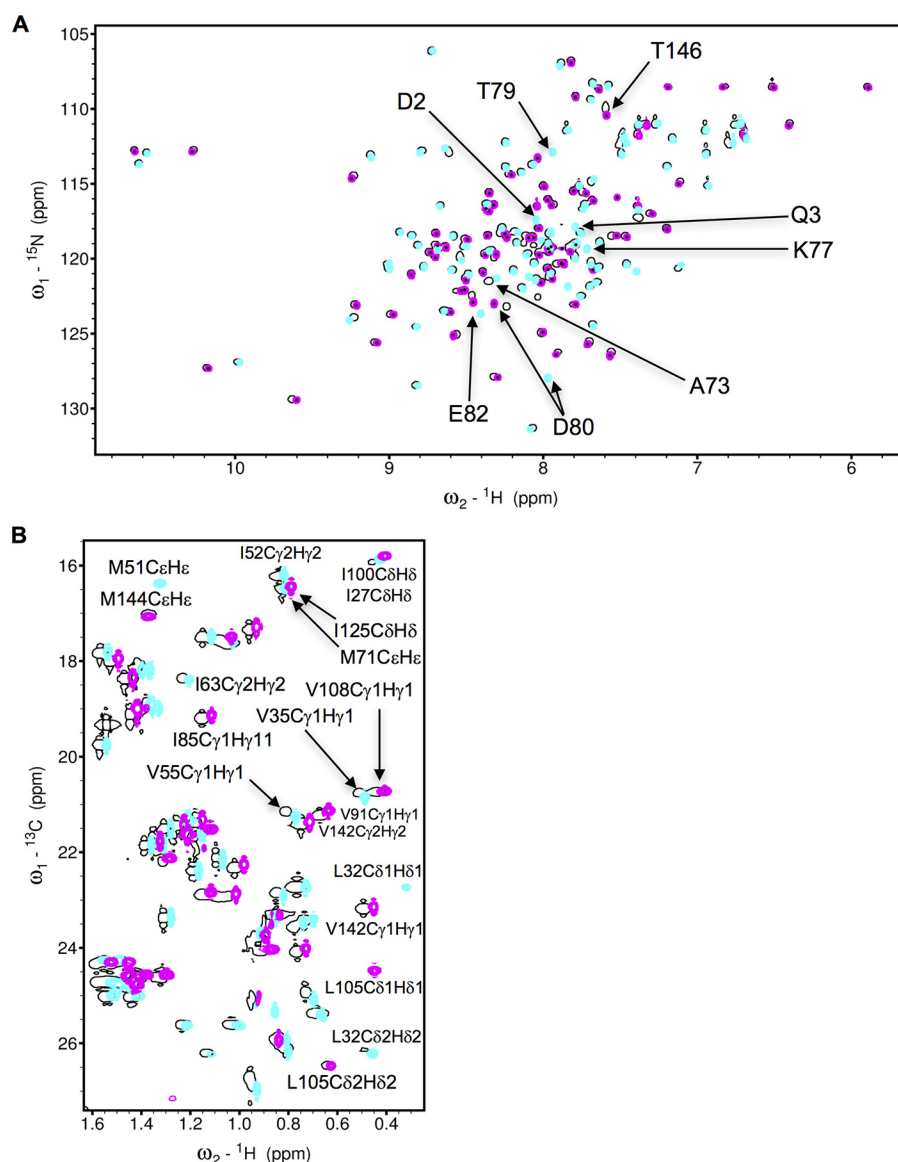 A
105
110
115
120
125
130
ω₁ - ¹⁵N (ppm)
T146
T79
D2
Q3
K77
A73
E82
D80
10
9
8
7
6
ω₂ - ¹H (ppm)
B
16
18
20
22
24
26
ω₁ - ¹³C (ppm)
I52Cγ2Hγ2
M51CεHε
M144CεHε
I100CδHδ
I27CδHδ
I125CδHδ
M71CεHε
I63Cγ2Hγ2
V108Cγ1Hγ1
V35Cγ1Hγ1
I85Cγ1Hγ11
V55Cγ1Hγ1
V91Cγ1Hγ1
V142Cγ2Hγ2
L32Cδ1Hδ1
V142Cγ1Hγ1
L105Cδ1Hδ1
L32Cδ2Hδ2
L105Cδ2Hδ2
1.6
1.4
1.2
1.0
0.8
0.6
0.4
ω₂ - ¹H (ppm)